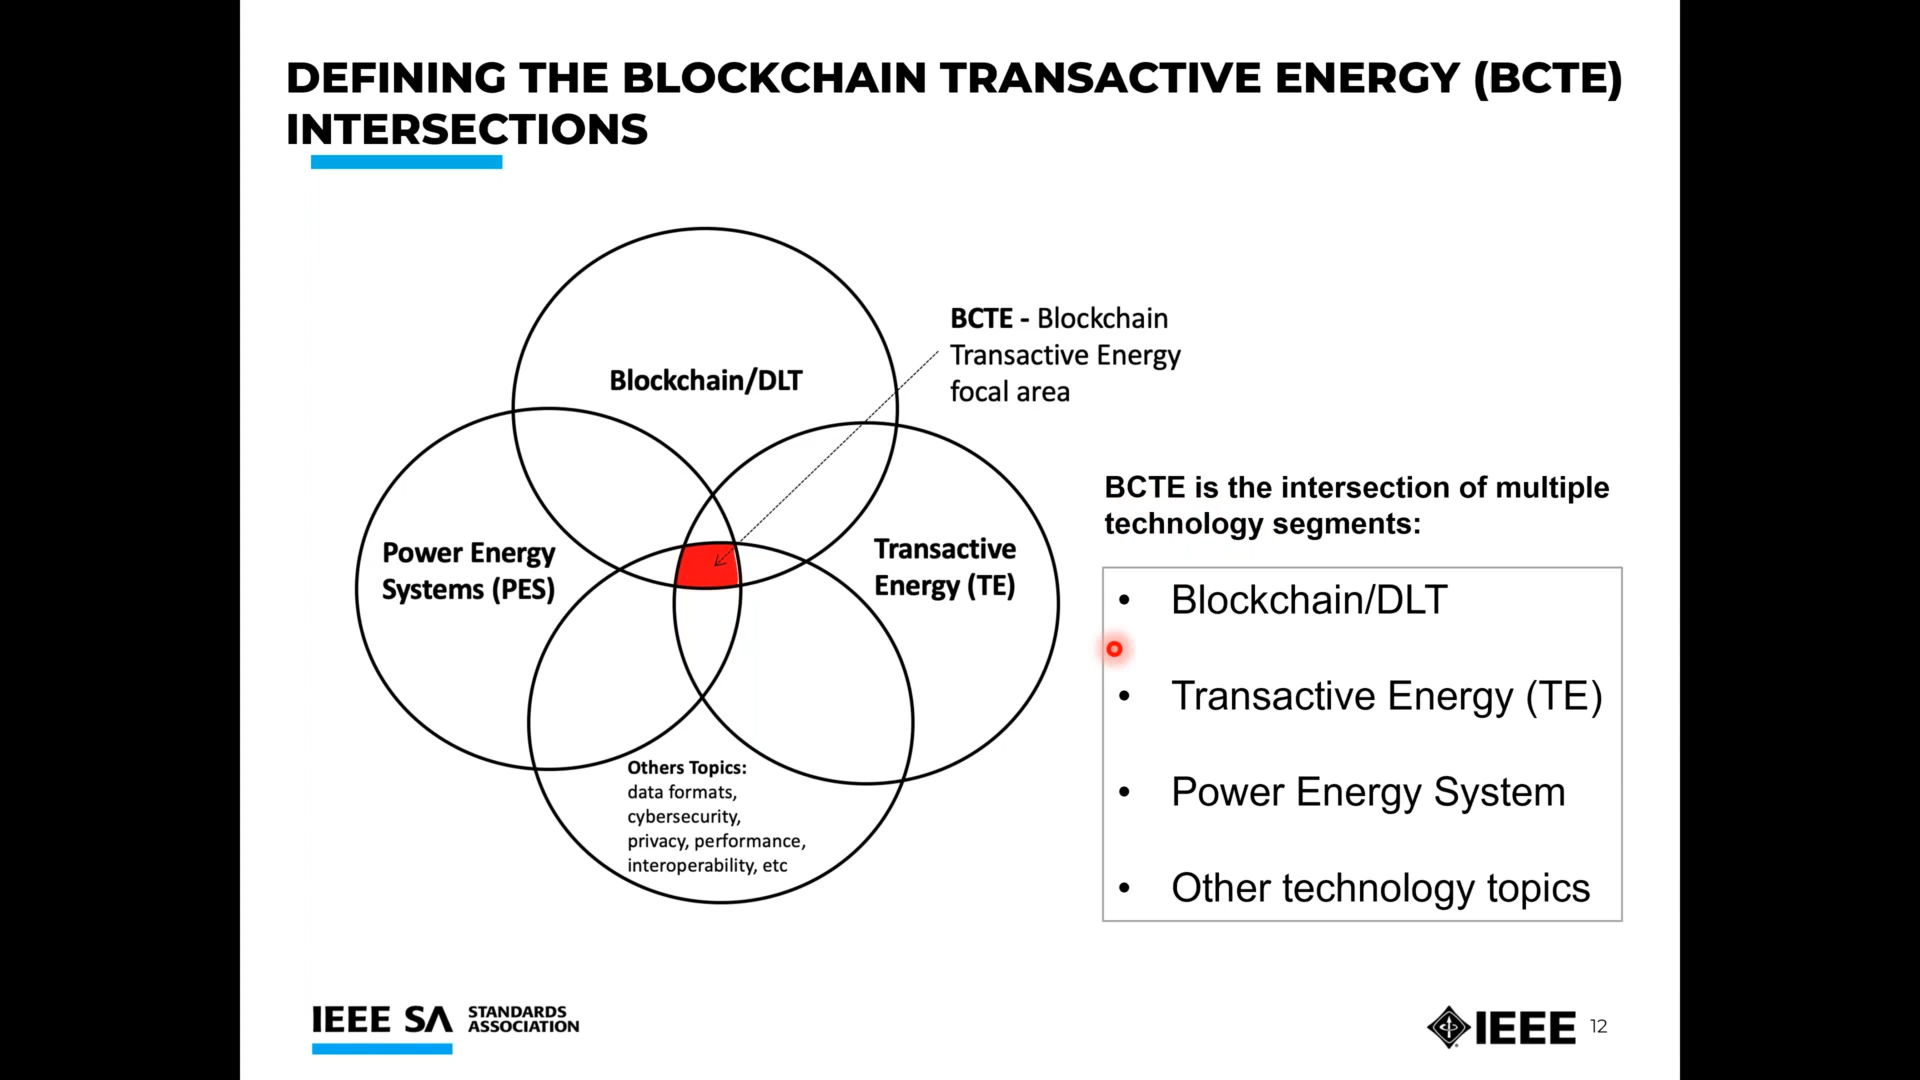 DEFINING THE BLOCKCHAIN TRANSACTIVE ENERGY (BCTE)
INTERSECTIONS
BCTE - Blockchain
Transactive Energy
focal area
Blockchain/DLT
Power Energy
Systems (PES)
Transactive
Energy (TE)
Others Topics:
data formats,
cybersecurity,
privacy, performance,
interoperability, etc
BCTE is the intersection of multiple
technology segments:
• Blockchain/DLT
• Transactive Energy (TE)
• Power Energy System
• Other technology topics
IEEE SA STANDARDS
ASSOCIATION
IEEE 12